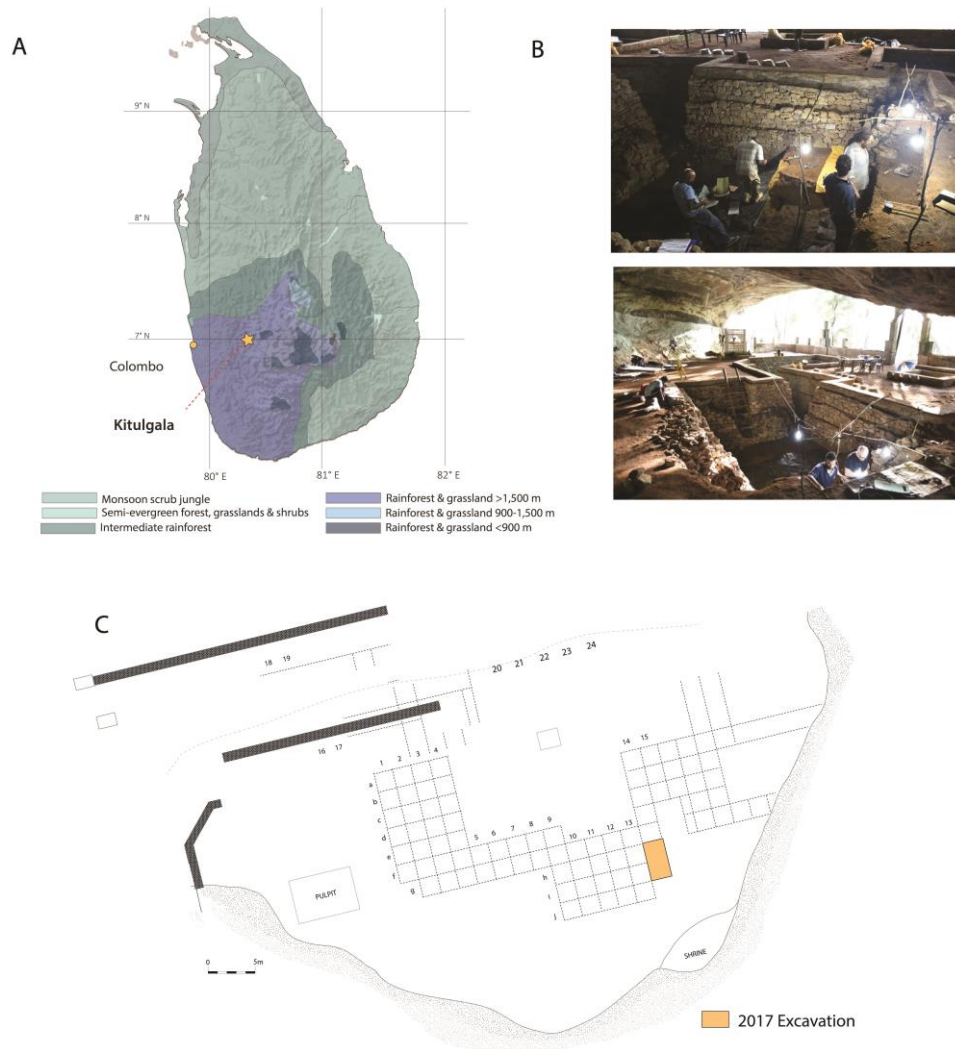 A
B
9° N
8° N
7° N
Colombo
Kitulgala
80° E
81° E
82° E
Monsoon scrub jungle
Semi-evergreen forest, grasslands & shrubs
Intermediate rainforest
Rainforest & grassland >1,500 m
Rainforest & grassland 900-1,500 m
Rainforest & grassland <900 m
C
18 19
20 21 22 23 24
16 17
14 15
1 2 3 4
a
b
c
d
e
f
g
5 6 7 8 9
10 11 12 13
h
i
j
PULPIT
SHRINE
0 5m
2017 Excavation